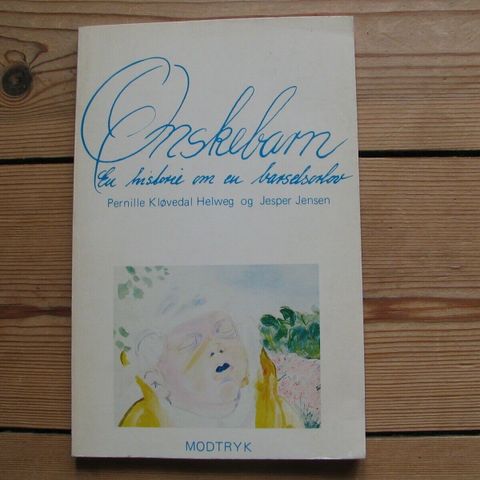 Ønskebarn
En historie om en barselsorlov
Pernille Kløvedal Helweg og Jesper Jensen
MODTRYK